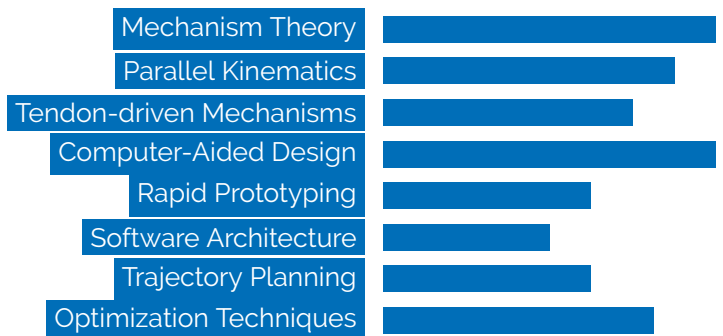 Mechanism Theory
Parallel Kinematics
Tendon-driven Mechanisms
Computer-Aided Design
Rapid Prototyping
Software Architecture
Trajectory Planning
Optimization Techniques